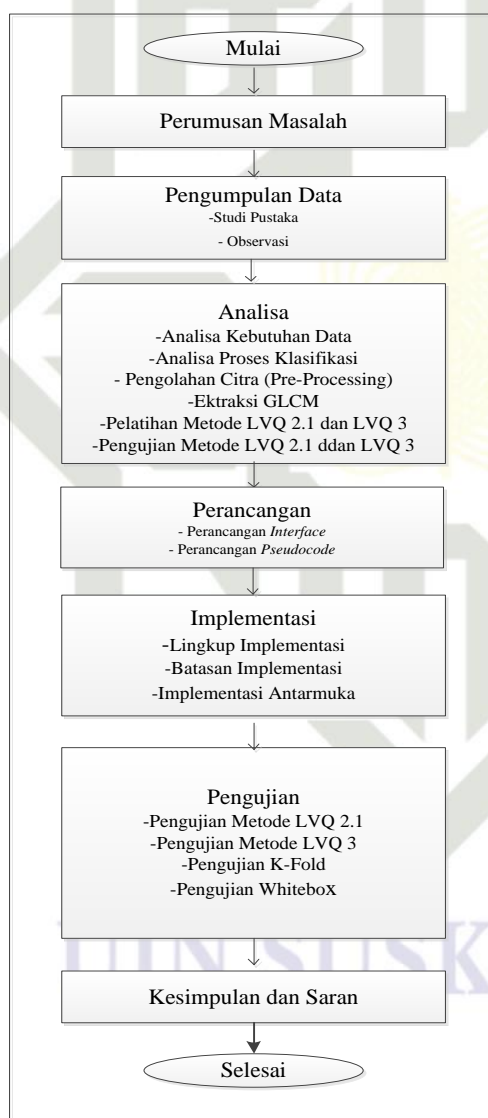 Mulai
Perumusan Masalah
Pengumpulan Data
-Studi Pustaka
- Observasi
Analisa
-Analisa Kebutuhan Data
-Analisa Proses Klasifikasi
- Pengolahan Citra (Pre-Processing)
-Ektraksi GLCM
-Pelatihan Metode LVQ 2.1 dan LVQ 3
-Pengujian Metode LVQ 2.1 ddan LVQ 3
Perancangan
- Perancangan Interface
- Perancangan Pseudocode
Implementasi
-Lingkup Implementasi
-Batasan Implementasi
-Implementasi Antarmuka
Pengujian
-Pengujian Metode LVQ 2.1
-Pengujian Metode LVQ 3
-Pengujian K-Fold
-Pengujian Whitebox
UIN SUSK
Kesimpulan dan Saran
Selesai